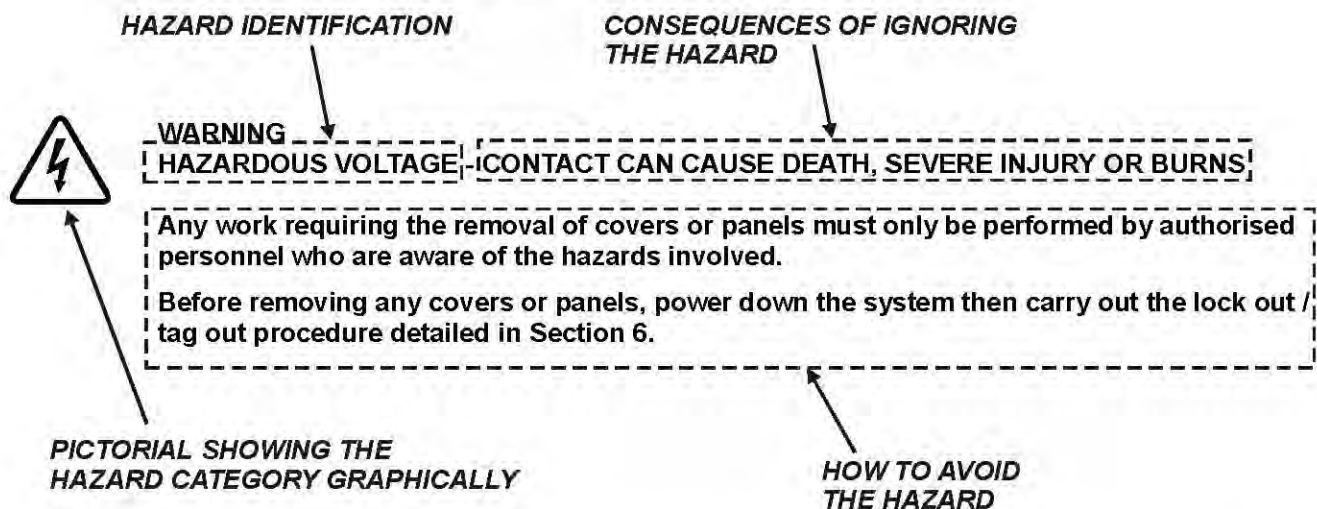 HAZARD IDENTIFICATION
CONSEQUENCES OF IGNORING
THE HAZARD
WARNING
HAZARDOUS VOLTAGE - CONTACT CAN CAUSE DEATH, SEVERE INJURY OR BURNS
Any work requiring the removal of covers or panels must only be performed by authorised
personnel who are aware of the hazards involved.
Before removing any covers or panels, power down the system then carry out the lock out /
tag out procedure detailed in Section 6.
PICTORIAL SHOWING THE
HAZARD CATEGORY GRAPHICALLY
HOW TO AVOID
THE HAZARD